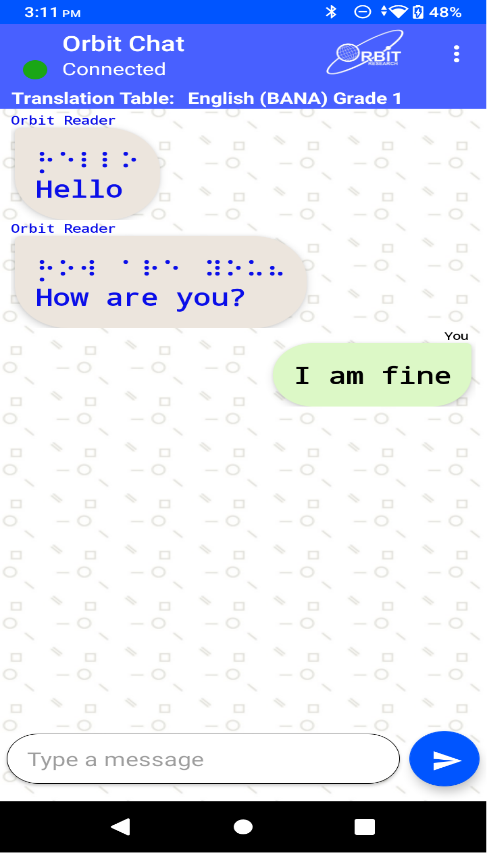 3:11 PM 48%
Orbit Chat
ORBIT
RESEARCH
Connected
Translation Table: English (BANA) Grade 1
Orbit Reader
⡓⠑⠇⠇⠕
Hello
Orbit Reader
⡓⠕⠺ ⠁⠗⠑ ⠽⠕⠥⠦
How are you?
You
I am fine
Type a message